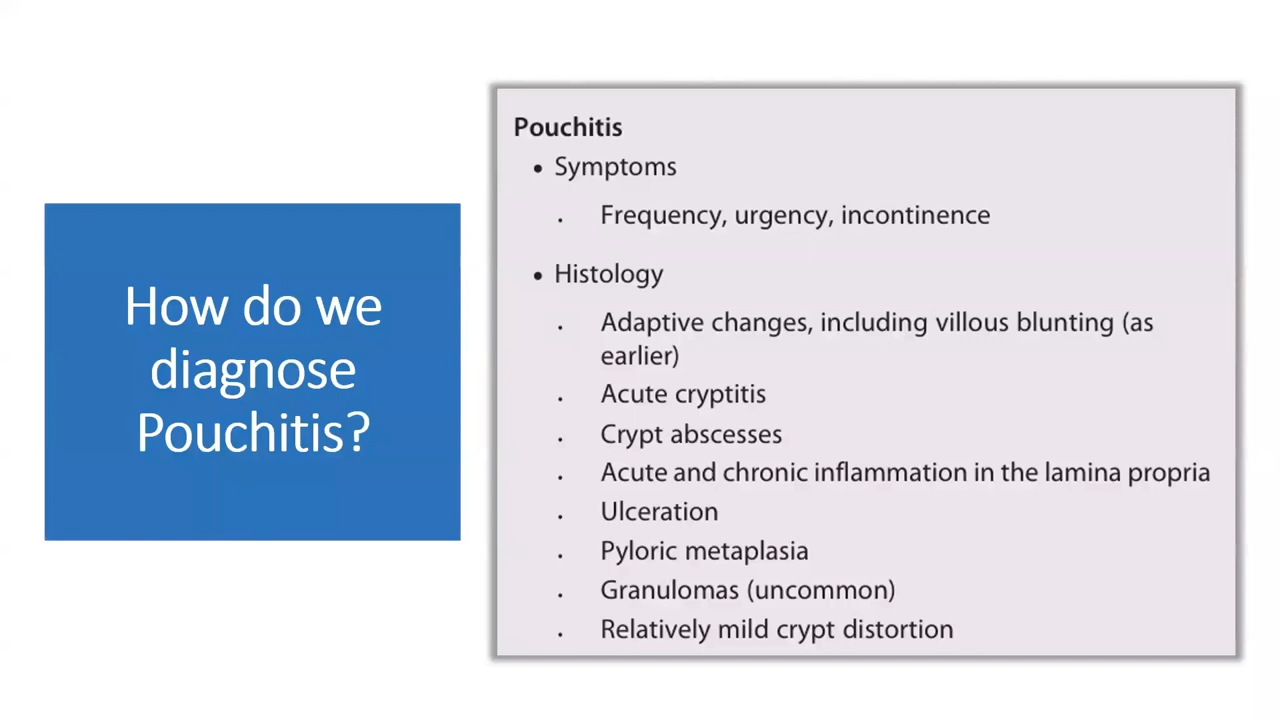 How do we
diagnose
Pouchitis?
Pouchitis
• Symptoms
. Frequency, urgency, incontinence
• Histology
. Adaptive changes, including villous blunting (as
earlier)
. Acute cryptitis
. Crypt abscesses
. Acute and chronic inflammation in the lamina propria
. Ulceration
. Pyloric metaplasia
. Granulomas (uncommon)
. Relatively mild crypt distortion